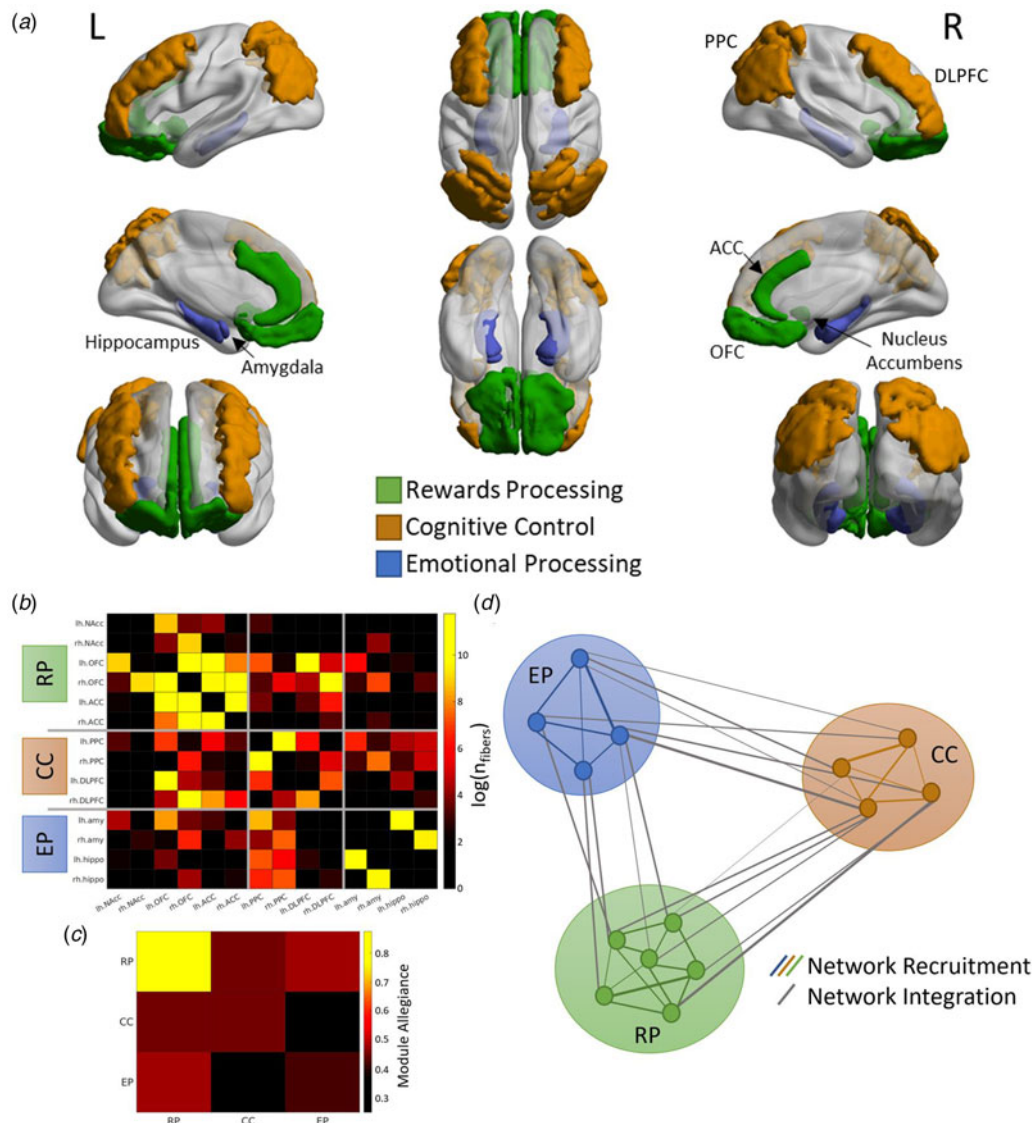 (a)
L
R
PPC
DLPFC
ACC
Hippocampus
Amygdala
OFC
Nucleus
Accumbens
Rewards Processing
Cognitive Control
Emotional Processing
(b)
RP
CC
EP
lh.NAcc
rh.NAcc
lh.OFC
rh.OFC
lh.ACC
rh.ACC
lh.PPC
rh.PPC
lh.DLPFC
rh.DLPFC
lh.amy
rh.amy
lh.hippo
rh.hippo
lh.NAcc
rh.NAcc
lh.OFC
rh.OFC
lh.ACC
rh.ACC
lh.PPC
rh.PPC
lh.DLPFC
rh.DLPFC
lh.amy
rh.amy
lh.hippo
rh.hippo
10
8
6
4
2
0
log(nfibers)
(c)
RP
CC
EP
RP
CC
EP
0.8
0.7
0.6
0.5
0.4
0.3
Module Allegiance
(d)
EP
CC
RP
Network Recruitment
Network Integration